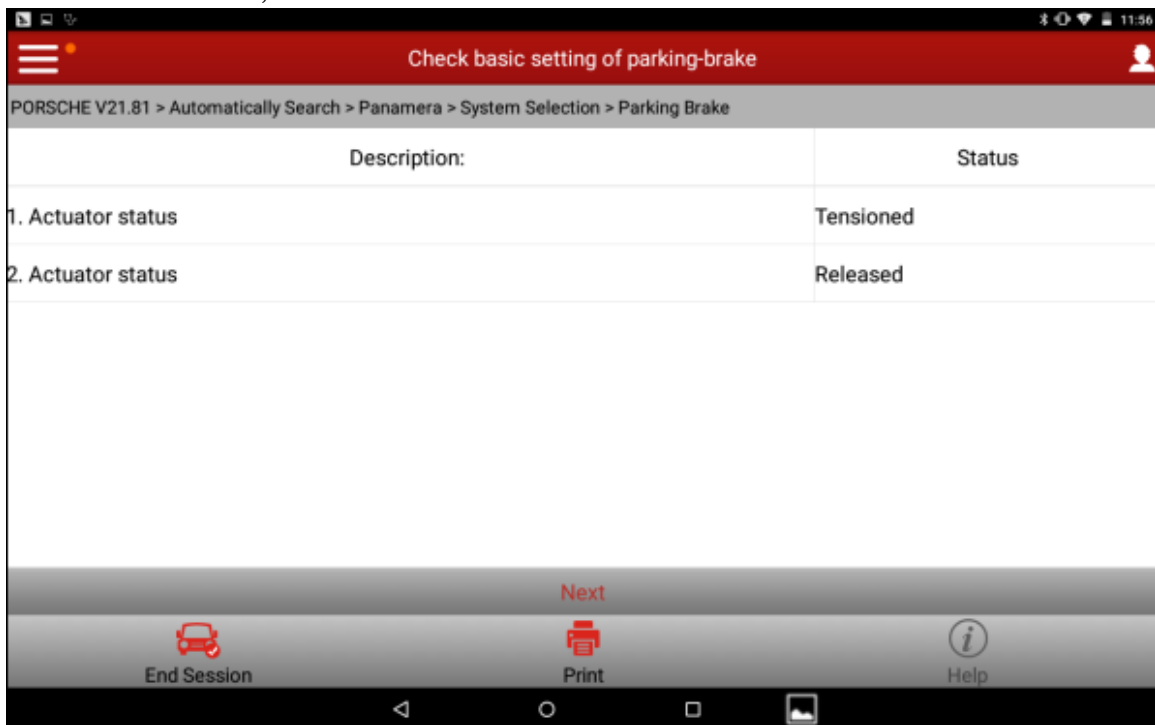 11:56
Check basic setting of parking-brake
PORSCHE V21.81 > Automatically Search > Panamera > System Selection > Parking Brake
Description: Status
1. Actuator status Tensioned
2. Actuator status Released
Next
End Session Print Help